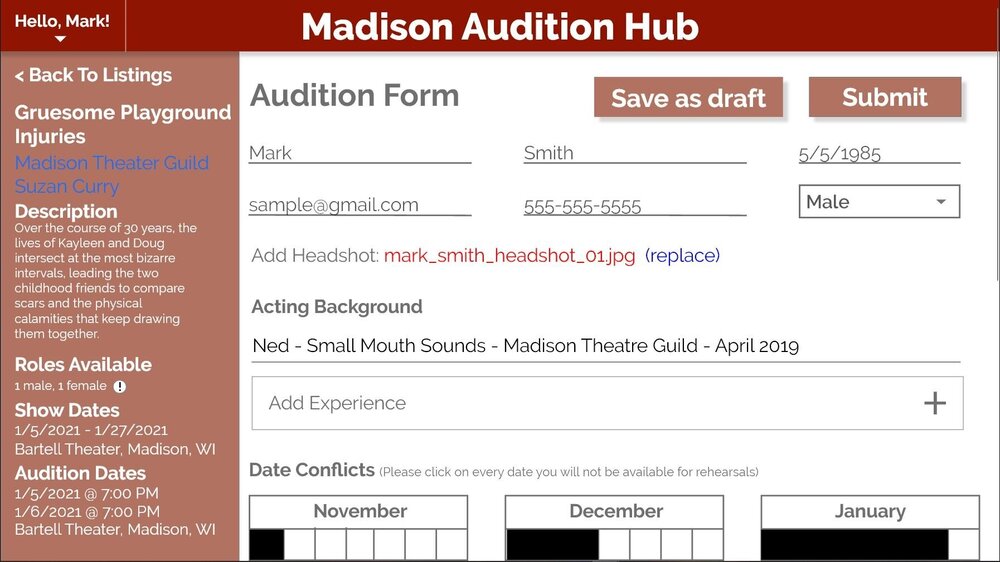 Hello, Mark!
Madison Audition Hub
< Back To Listings
Gruesome Playground
Injuries
Madison Theater Guild
Suzan Curry
Description
Over the course of 30 years, the
lives of Kayleen and Doug
intersect at the most bizarre
intervals, leading the two
childhood friends to compare
scars and the physical
calamities that keep drawing
them together.
Roles Available
1 male, 1 female !
Show Dates
1/5/2021 - 1/27/2021
Bartell Theater, Madison, WI
Audition Dates
1/5/2021 @ 7:00 PM
1/6/2021 @ 7:00 PM
Bartell Theater, Madison, WI
Audition Form
Save as draft
Submit
Mark
Smith
5/5/1985
sample@gmail.com
555-555-5555
Male
Add Headshot: mark_smith_headshot_01.jpg (replace)
Acting Background
Ned - Small Mouth Sounds - Madison Theatre Guild - April 2019
Add Experience +
Date Conflicts (Please click on every date you will not be available for rehearsals)
November
December
January